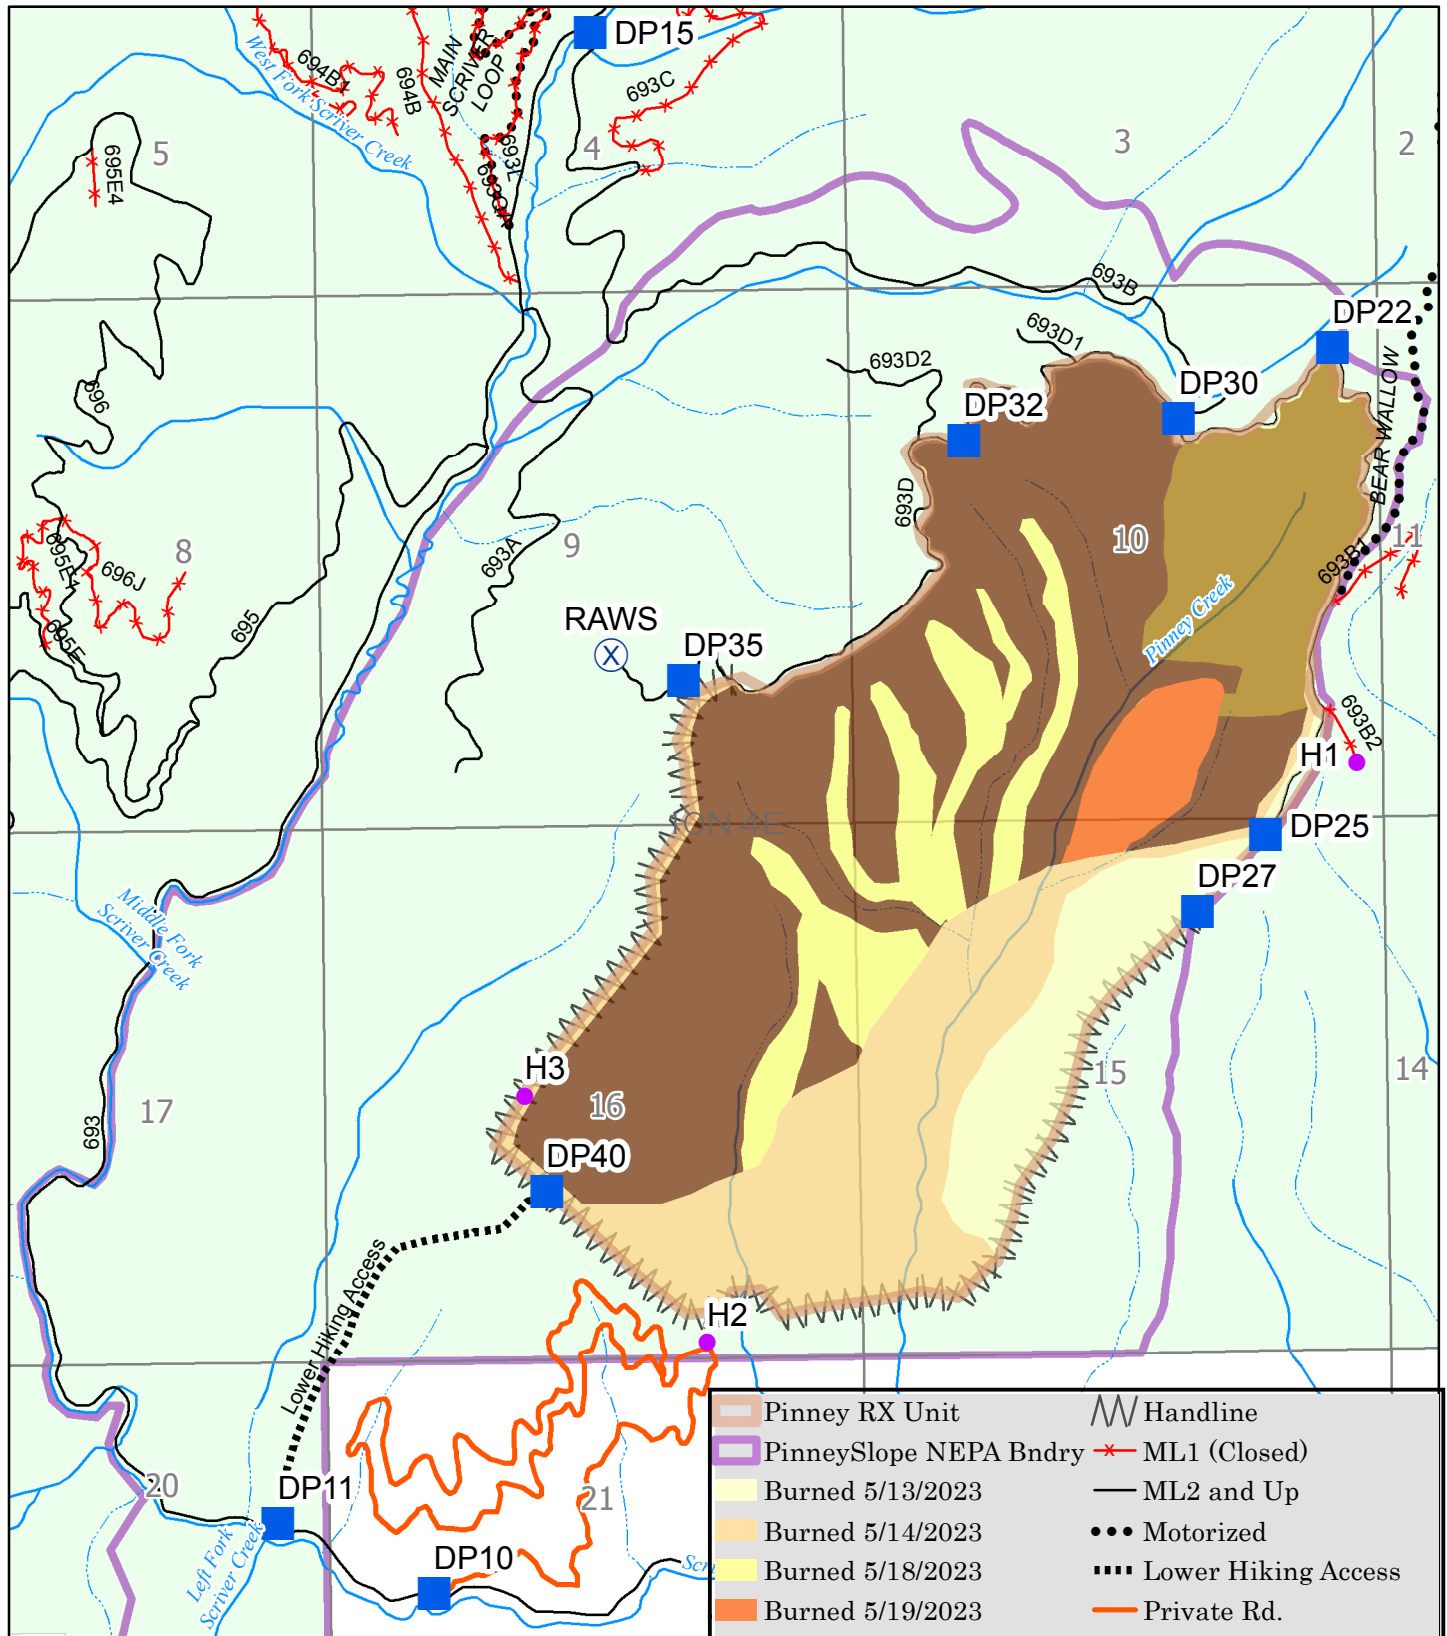 DP15
West Fork Scriver Creek
694B1
694B
MAIN
SCRIVER
LOOP
693C
693L
5
4
3
2
695E4
693B
DP22
693D1
693D2
DP30
DP32
BEAR WALLOW
696
693D
693A
9
10
11
8
695E1
696J
695E
695
693B1
Pinney Creek
RAWS
X
DP35
693B2
H1
ION 4E
DP25
DP27
Middle Fork
Scriver Creek
H3
16
15
14
17
693
DP40
Lower Hiking Access
H2
20
DP11
21
DP10
Left Fork
Scriver Creek
Pinney RX Unit
PinneySlope NEPA Bndry
Burned 5/13/2023
Burned 5/14/2023
Burned 5/18/2023
Burned 5/19/2023
Handline
ML1 (Closed)
ML2 and Up
Motorized
Lower Hiking Access
Private Rd.